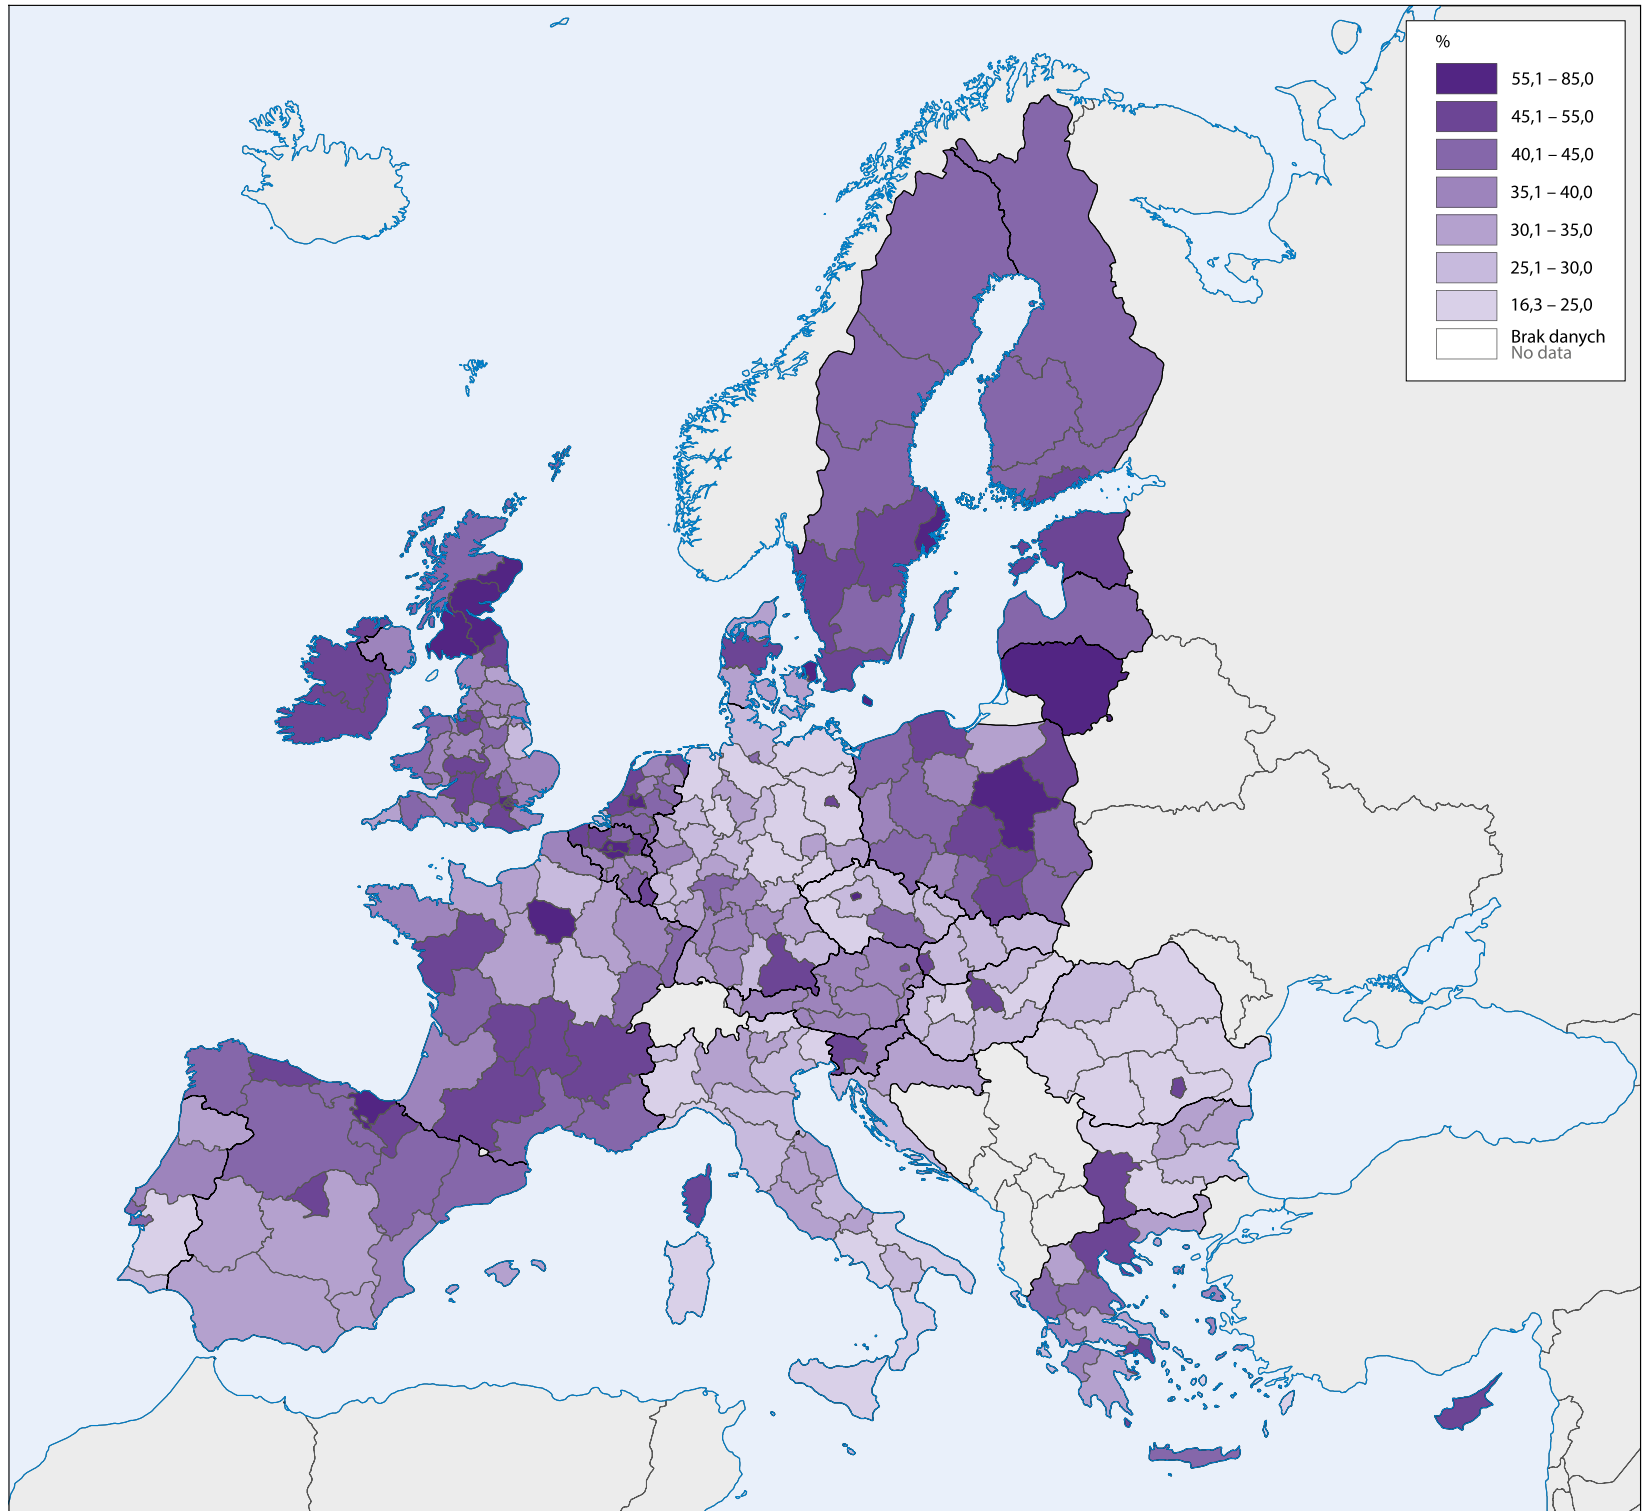 %
55,1 – 85,0
45,1 – 55,0
40,1 – 45,0
35,1 – 40,0
30,1 – 35,0
25,1 – 30,0
16,3 – 25,0
Brak danych
No data